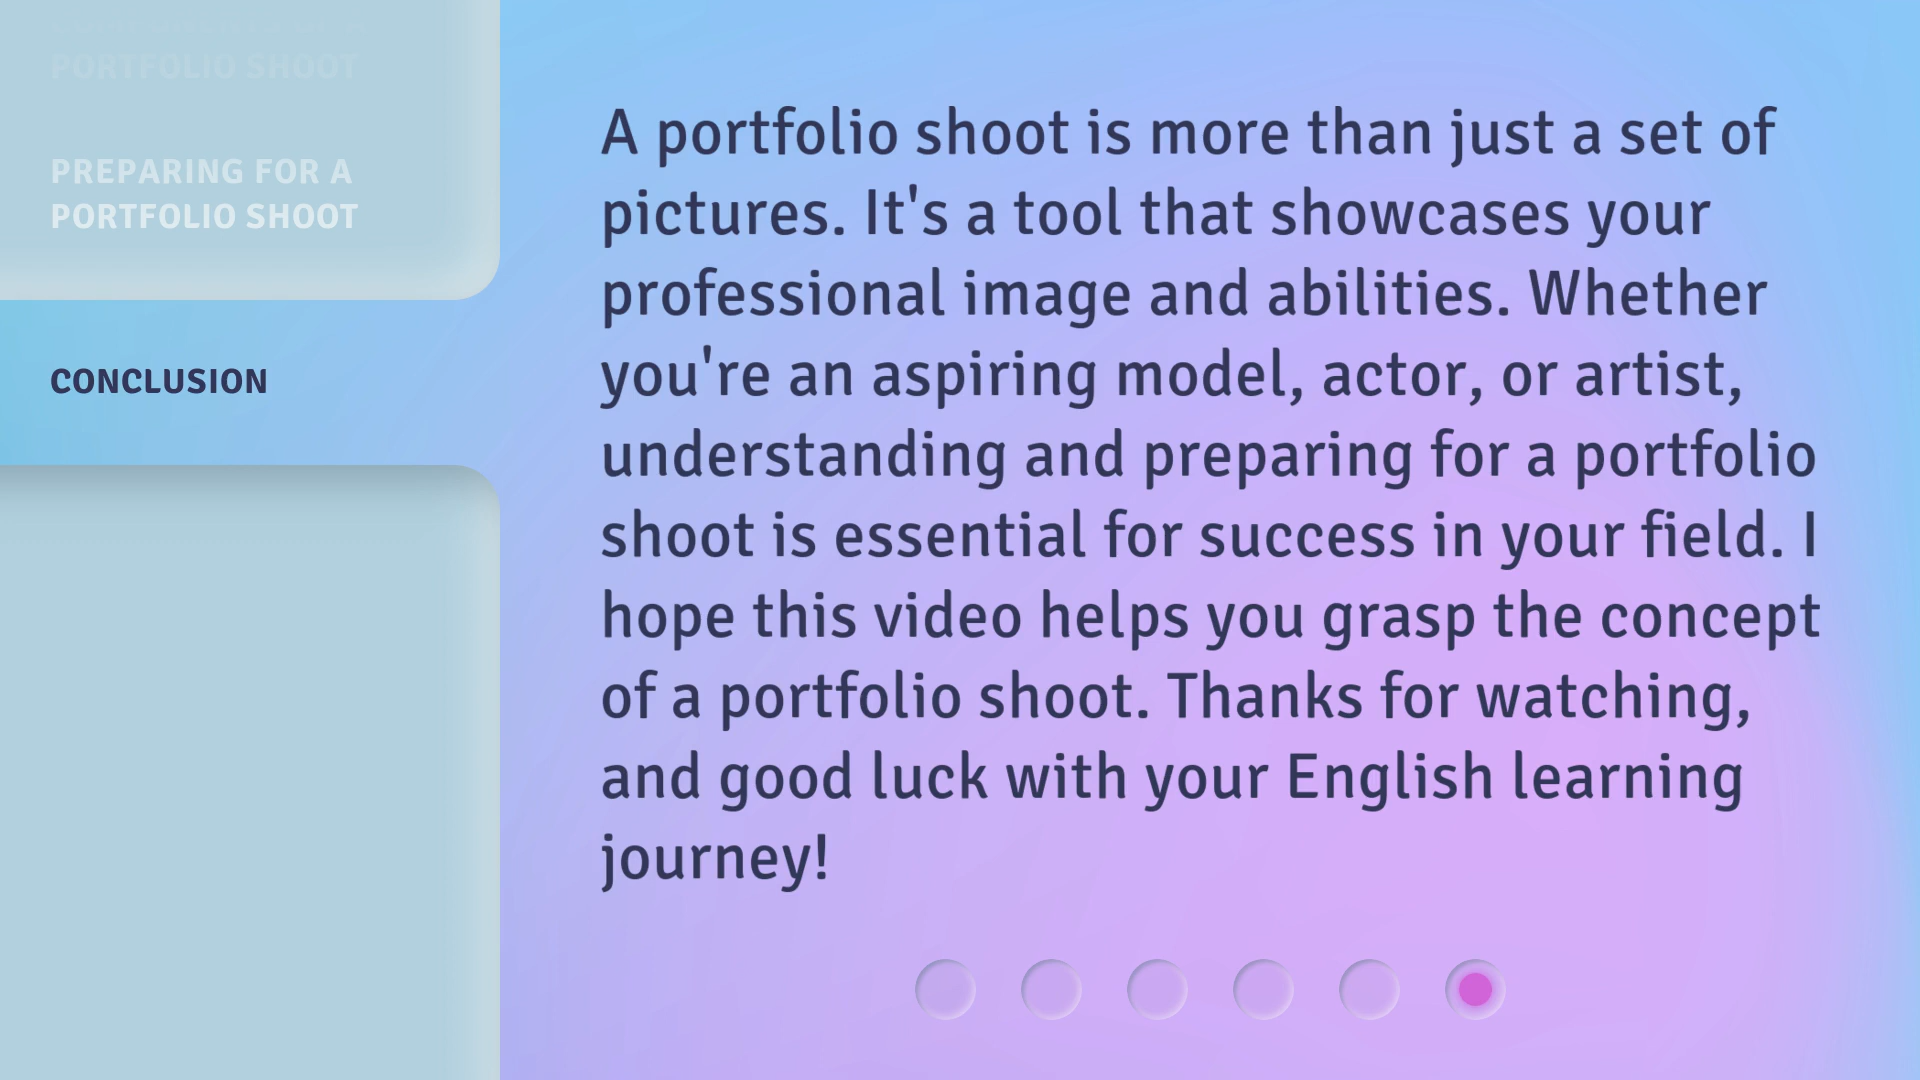 PORTFOLIO SHOOT
PREPARING FOR A
PORTFOLIO SHOOT
CONCLUSION
A portfolio shoot is more than just a set of
pictures. It's a tool that showcases your
professional image and abilities. Whether
you're an aspiring model, actor, or artist,
understanding and preparing for a portfolio
shoot is essential for success in your field. I
hope this video helps you grasp the concept
of a portfolio shoot. Thanks for watching,
and good luck with your English learning
journey!